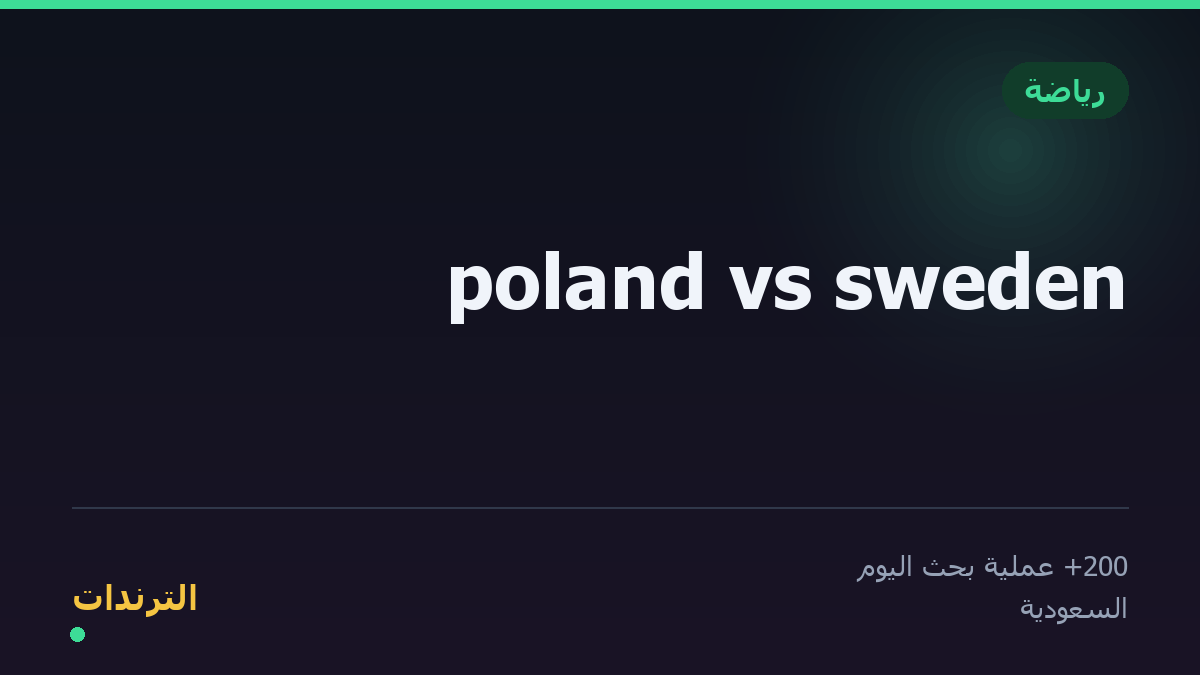 رياضة
poland vs sweden
+200 عملية بحث اليوم
السعودية
الترندات